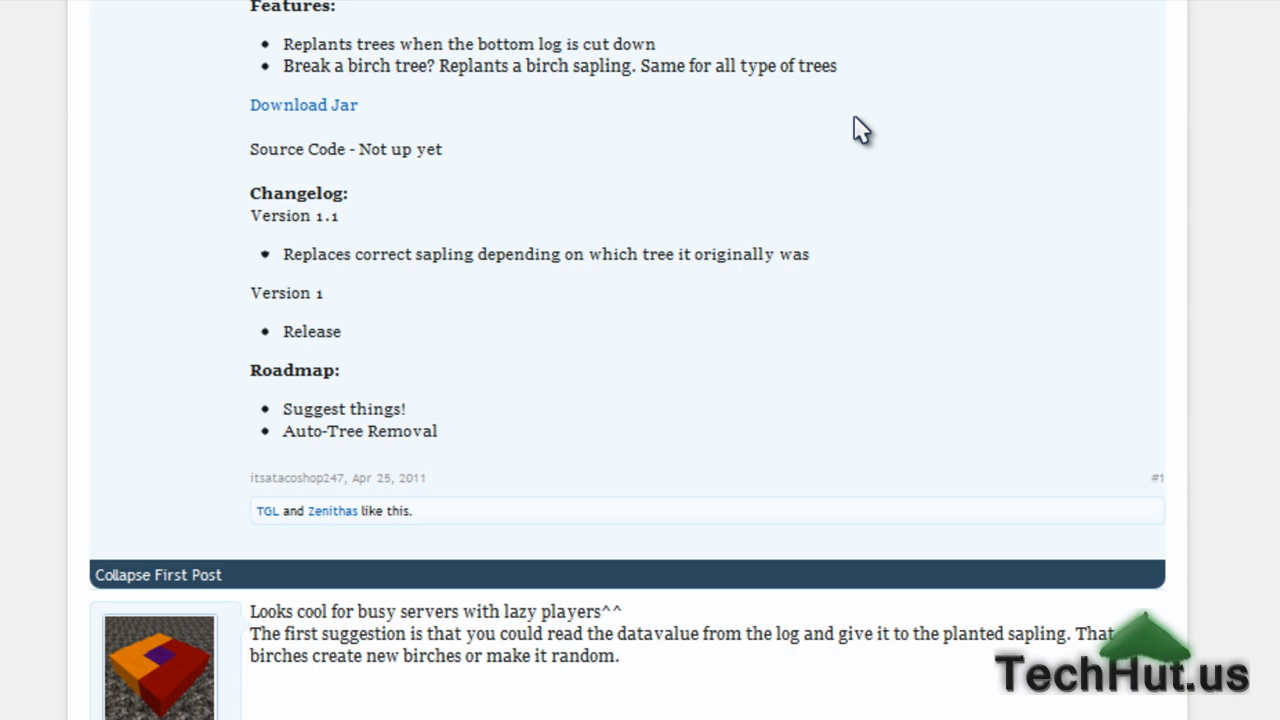 Features:
Replants trees when the bottom log is cut down
Break a birch tree? Replants a birch sapling. Same for all type of trees
Download Jar
Source Code - Not up yet
Changelog:
Version 1.1
Replaces correct sapling depending on which tree it originally was
Version 1
Release
Roadmap:
Suggest things!
Auto-Tree Removal
itsatacoshop247, Apr 25, 2011 #1
TGL and Zenithas like this.
Collapse First Post
Looks cool for busy servers with lazy players^^
The first suggestion is that you could read the datavalue from the log and give it to the planted sapling. That
birches create new birches or make it random.
TechHut.us